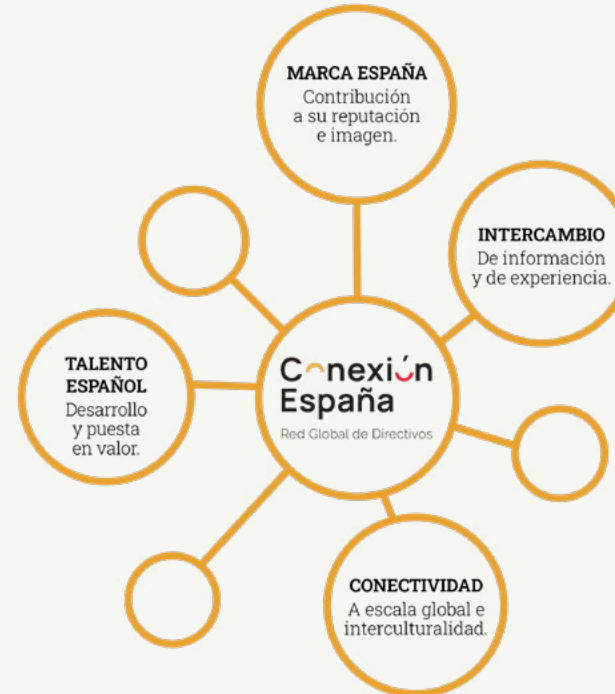 MARCA ESPAÑA
Contribución
a su reputación
e imagen.
INTERCAMBIO
De información
y de experiencia.
TALENTO
ESPAÑOL
Desarrollo
y puesta
en valor.
Conexión
España
Red Global de Directivos
CONECTIVIDAD
A escala global e
interculturalidad.